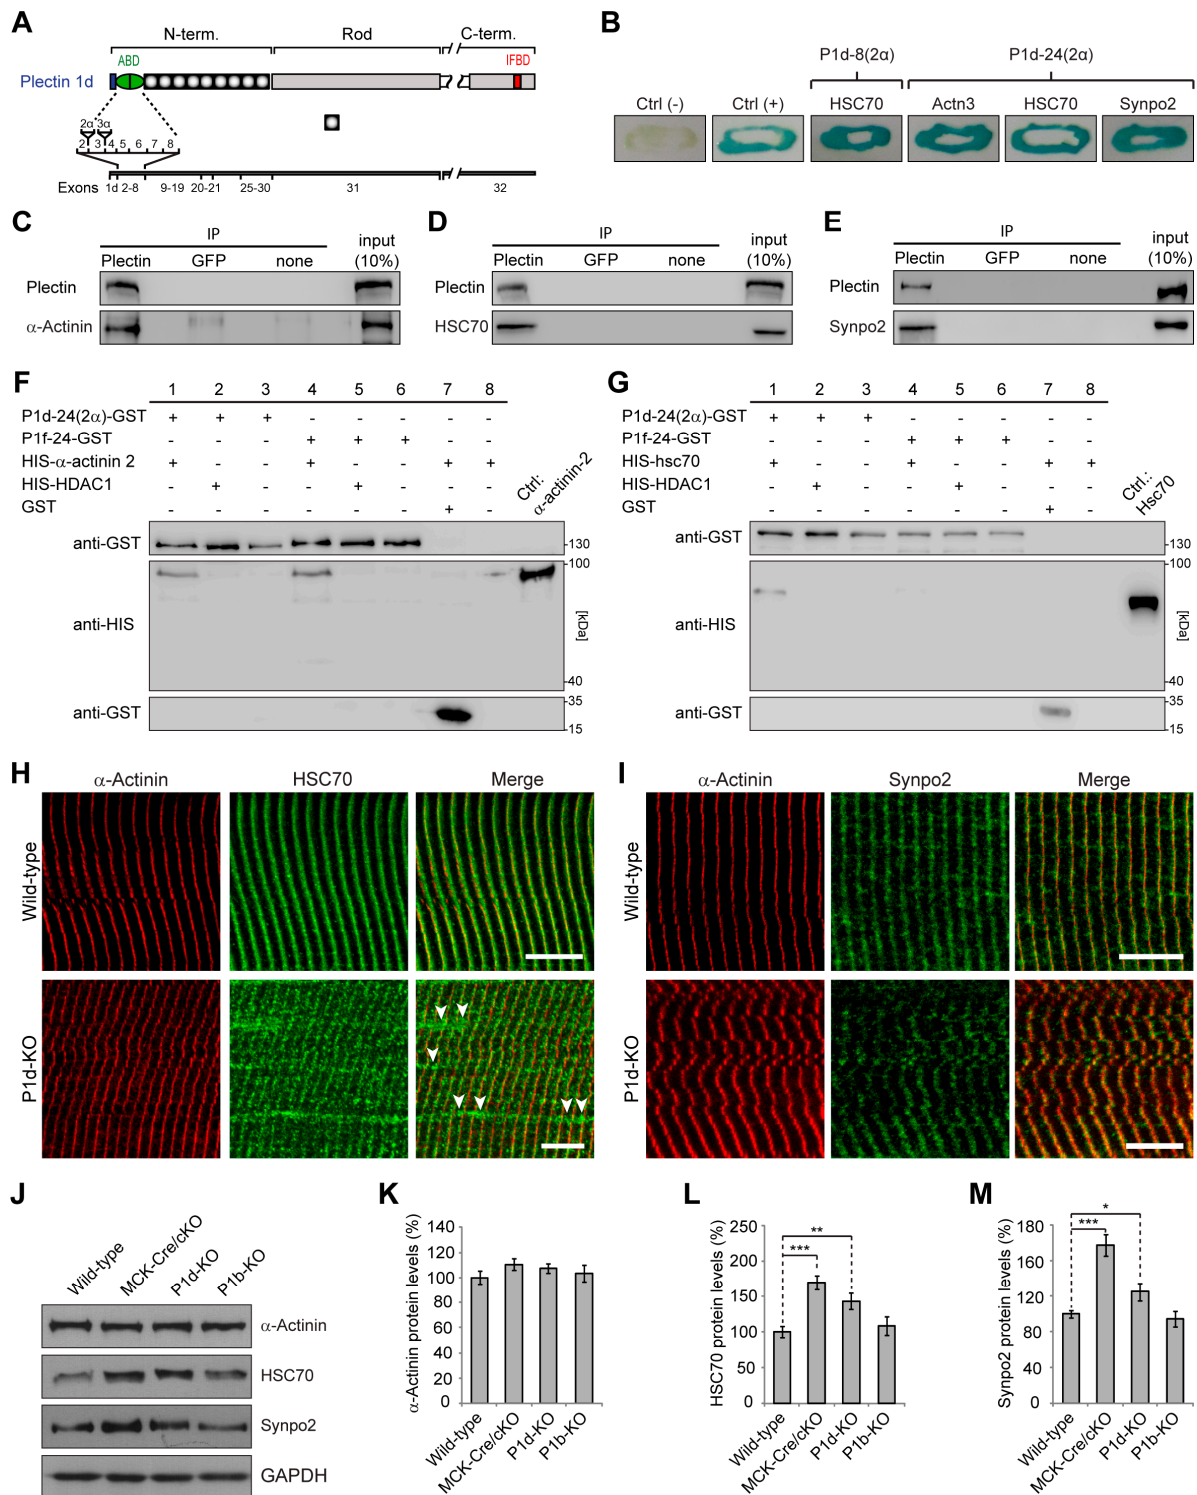 A
N-term.
Rod
C-term.
ABD
IFBD
Plectin 1d
2α 3α
2 3 4 5 6 7 8
Exons 1d 2-8 9-19 20-21 25-30 31 32
B
P1d-8(2α) P1d-24(2α)
Ctrl (-) Ctrl (+) HSC70 Actn3 HSC70 Synpo2
C
IP input
Plectin GFP none (10%)
Plectin
α-Actinin
D
IP input
Plectin GFP none (10%)
Plectin
HSC70
E
IP input
Plectin GFP none (10%)
Plectin
Synpo2
F
1 2 3 4 5 6 7 8
P1d-24(2α)-GST + + + - - - - -
P1f-24-GST - - - + + + - -
HIS-α-actinin 2 + - - + - - + +
HIS-HDAC1 - + - - + - - -
GST - - - - - - + -
Ctrl.:
α-actinin-2
anti-GST
130
100
anti-HIS
[kDa]
40
35
anti-GST
15
G
1 2 3 4 5 6 7 8
P1d-24(2α)-GST + + + - - - - -
P1f-24-GST - - - + + + - -
HIS-hsc70 + - - + - - + +
HIS-HDAC1 - + - - + - - -
GST - - - - - - + -
Ctrl.:
Hsc70
anti-GST
130
100
anti-HIS
[kDa]
40
35
anti-GST
15
H
α-Actinin HSC70 Merge
Wild-type
P1d-KO
I
α-Actinin Synpo2 Merge
Wild-type
P1d-KO
J
Wild-type
MCK-Cre/cKO
P1d-KO
P1b-KO
α-Actinin
HSC70
Synpo2
GAPDH
K
α-Actinin protein levels (%)
140
120
100
80
60
40
20
0
Wild-type
MCK-Cre/cKO
P1d-KO
P1b-KO
L
HSC70 protein levels (%)
250
200
150
100
50
0
**
***
Wild-type
MCK-Cre/cKO
P1d-KO
P1b-KO
M
Synpo2 protein levels (%)
180
160
120
80
40
0
*
***
Wild-type
MCK-Cre/cKO
P1d-KO
P1b-KO